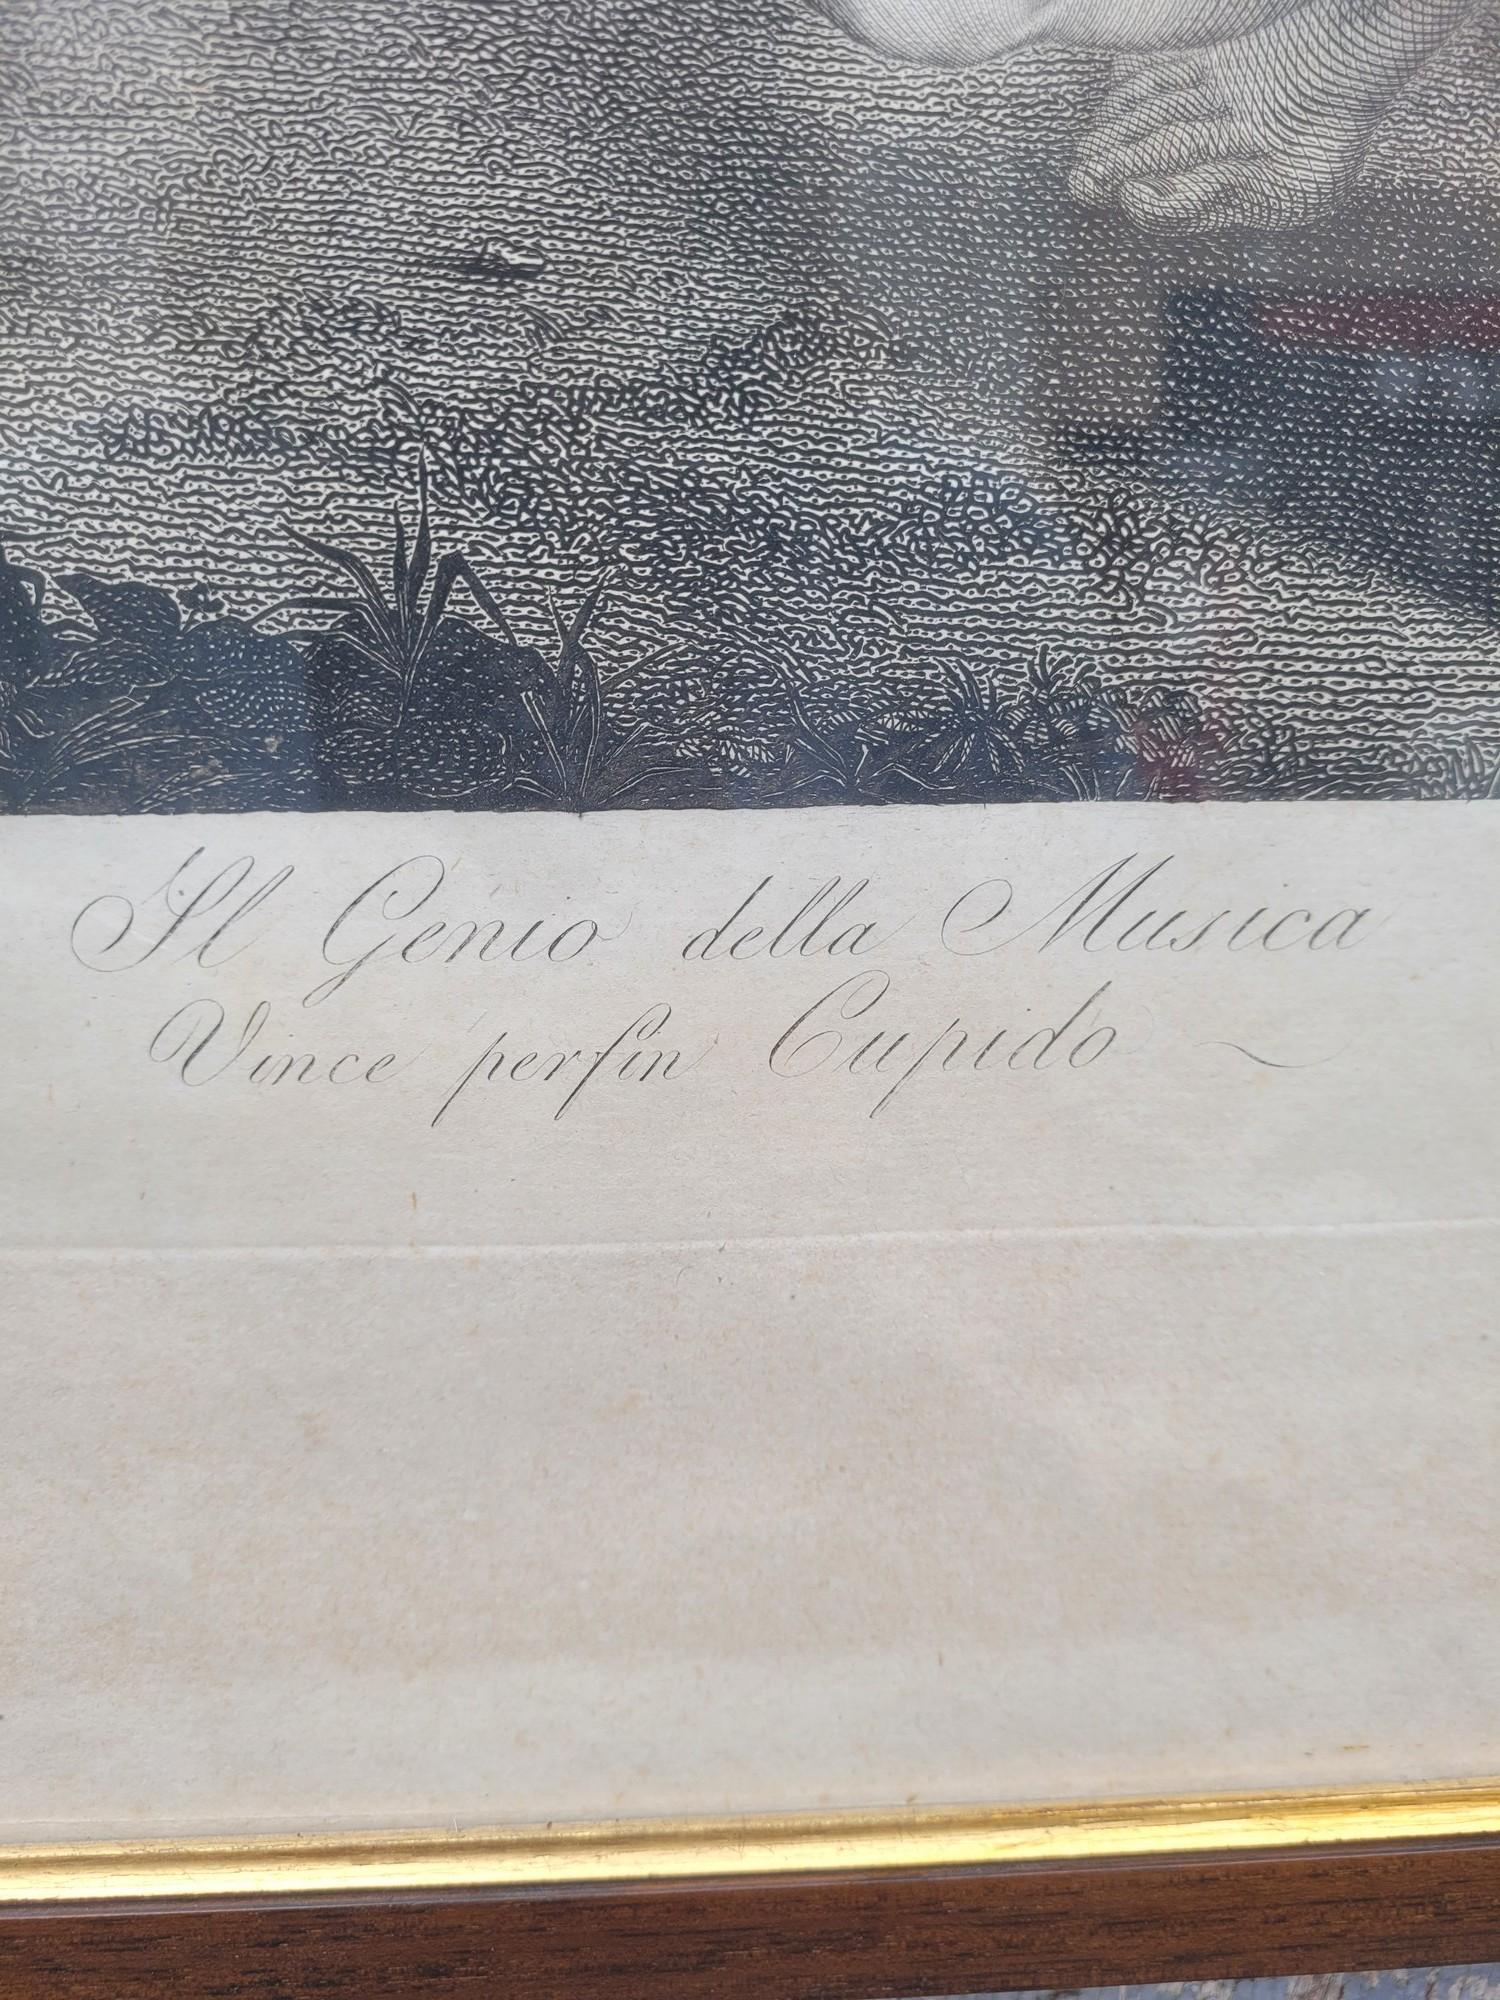 Il Genio della Musica
Vince perfin Cupido